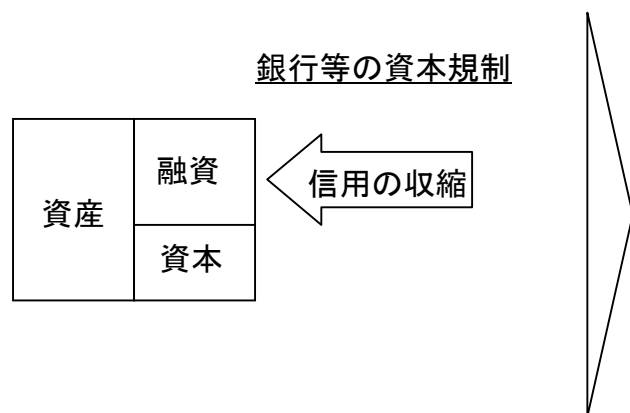 銀行等の資本規制
融資
信用の収縮
資産
資本